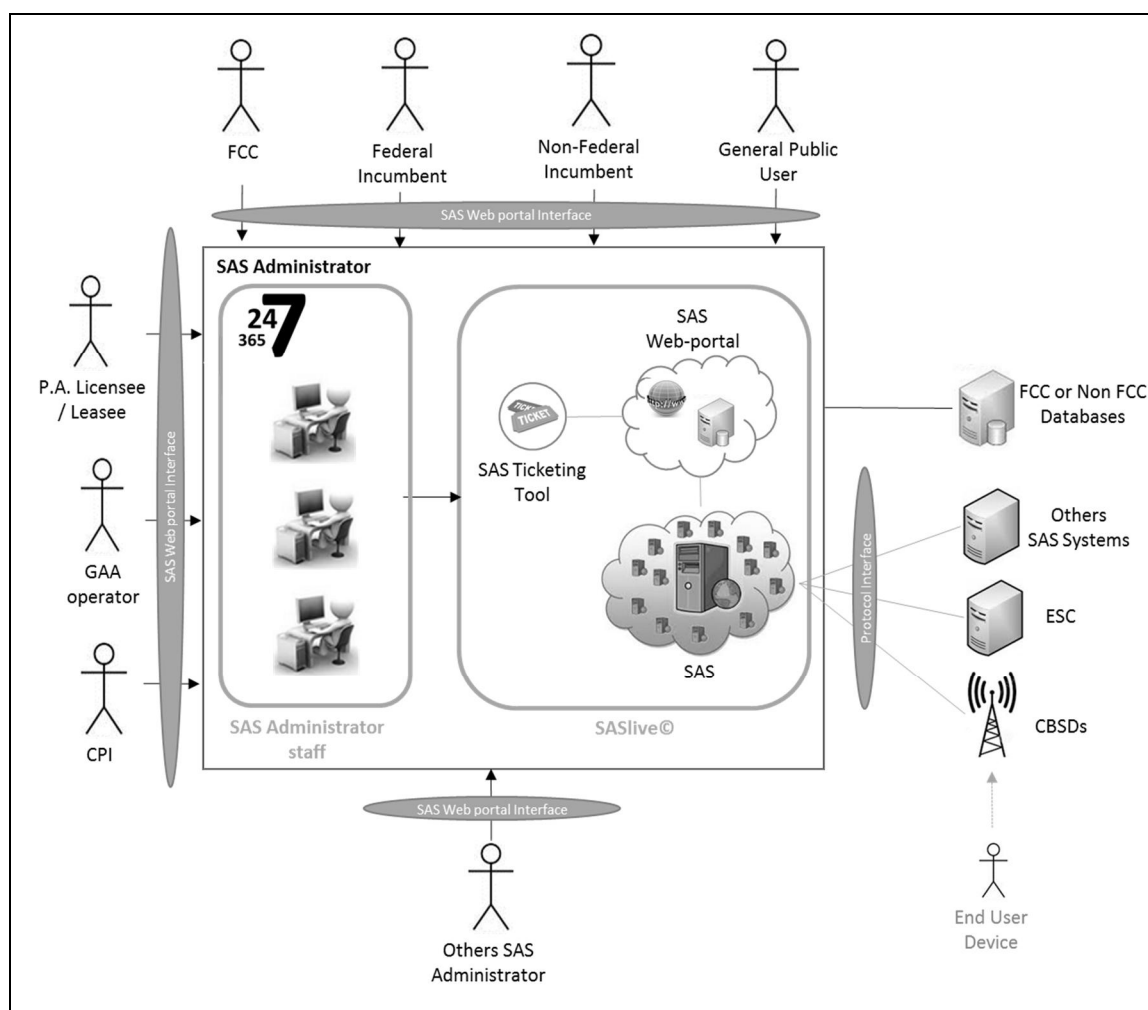 FCC
Federal
Incumbent
Non-Federal
Incumbent
General Public
User
SAS Web portal Interface
SAS Administrator
24
7
365
SAS
Web-portal
http://w
TICKET
TICKET
SAS Ticketing
Tool
SAS
SAS Administrator
staff
SASlive©
P.A. Licensee
/ Leasee
GAA
operator
CPI
SAS Web portal Interface
FCC or Non FCC
Databases
Others
SAS Systems
ESC
CBSDs
Protocol Interface
End User
Device
SAS Web portal Interface
Others SAS
Administrator